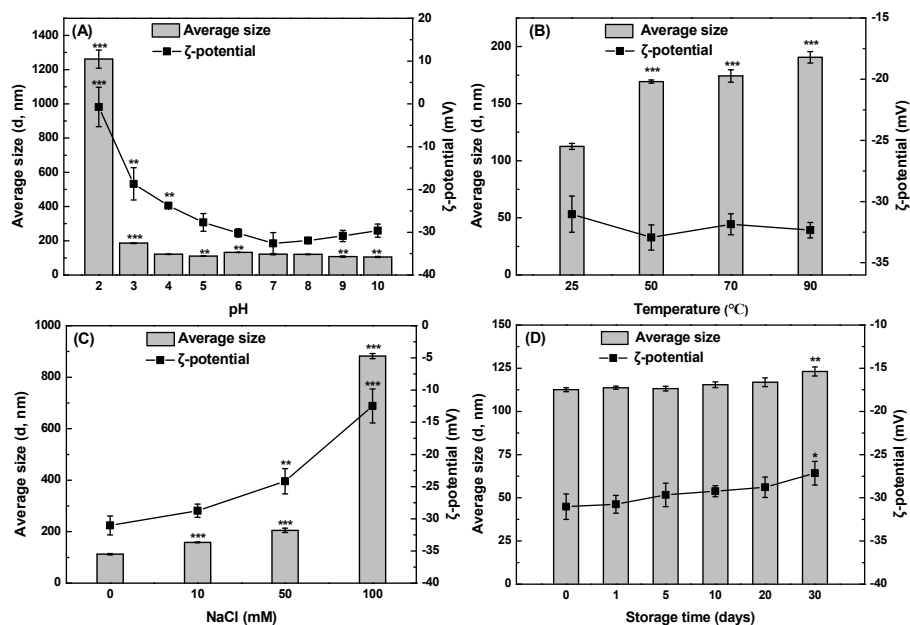 (A)
Average size
ζ-potential
Average size (d, nm)
1400
1200
1000
800
600
400
200
0
20
10
0
-10
-20
-30
-40
ζ-potential (mV)
***
***
***
**
**
**
**
**
**
2 3 4 5 6 7 8 9 10
pH
(B)
Average size
ζ-potential
Average size (d, nm)
200
150
100
50
0
-15
-20
-25
-30
-35
ζ-potential (mV)
***
***
***
25 50 70 90
Temperature (°C)
(C)
Average size
ζ-potential
Average size (d, nm)
1000
800
600
400
200
0
0
-5
-10
-15
-20
-25
-30
-35
-40
ζ-potential (mV)
***
***
**
***
***
0 10 50 100
NaCl (mM)
(D)
Average size
ζ-potential
Average size (d, nm)
150
125
100
75
50
25
0
-10
-15
-20
-25
-30
-35
-40
ζ-potential (mV)
**
*
0 1 5 10 20 30
Storage time (days)